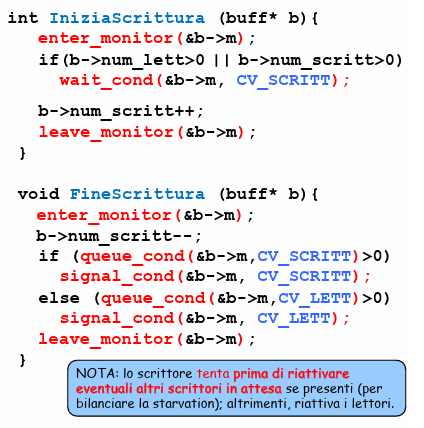 int IniziaScrittura (buff* b){
enter_monitor(&b->m);
if(b->num_lett>0 || b->num_scritt>0)
wait_cond(&b->m, CV_SCRITT);
b->num_scritt++;
leave_monitor(&b->m);
}
void FineScrittura (buff* b){
enter_monitor(&b->m);
b->num_scritt--;
if (queue_cond(&b->m,CV_SCRITT)>0)
signal_cond(&b->m, CV_SCRITT);
else (queue_cond(&b->m,CV_LETT)>0)
signal_cond(&b->m, CV_LETT);
leave_monitor(&b->m);
}
NOTA: lo scrittore tenta prima di riattivare
eventuali altri scrittori in attesa se presenti (per
bilanciare la starvation); altrimenti, riattiva i lettori.